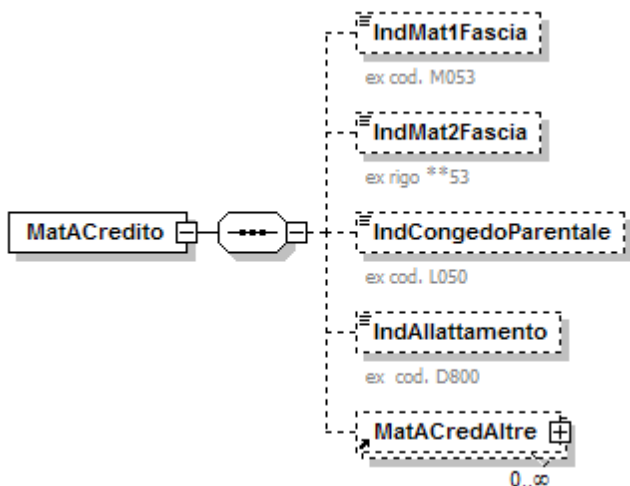 IndMat1Fascia
ex cod. M053
IndMat2Fascia
ex rigo **53
MatACredito
IndCongedoParentale
ex cod. L050
IndAllattamento
ex cod. D800
MatACredAltre
0..∞